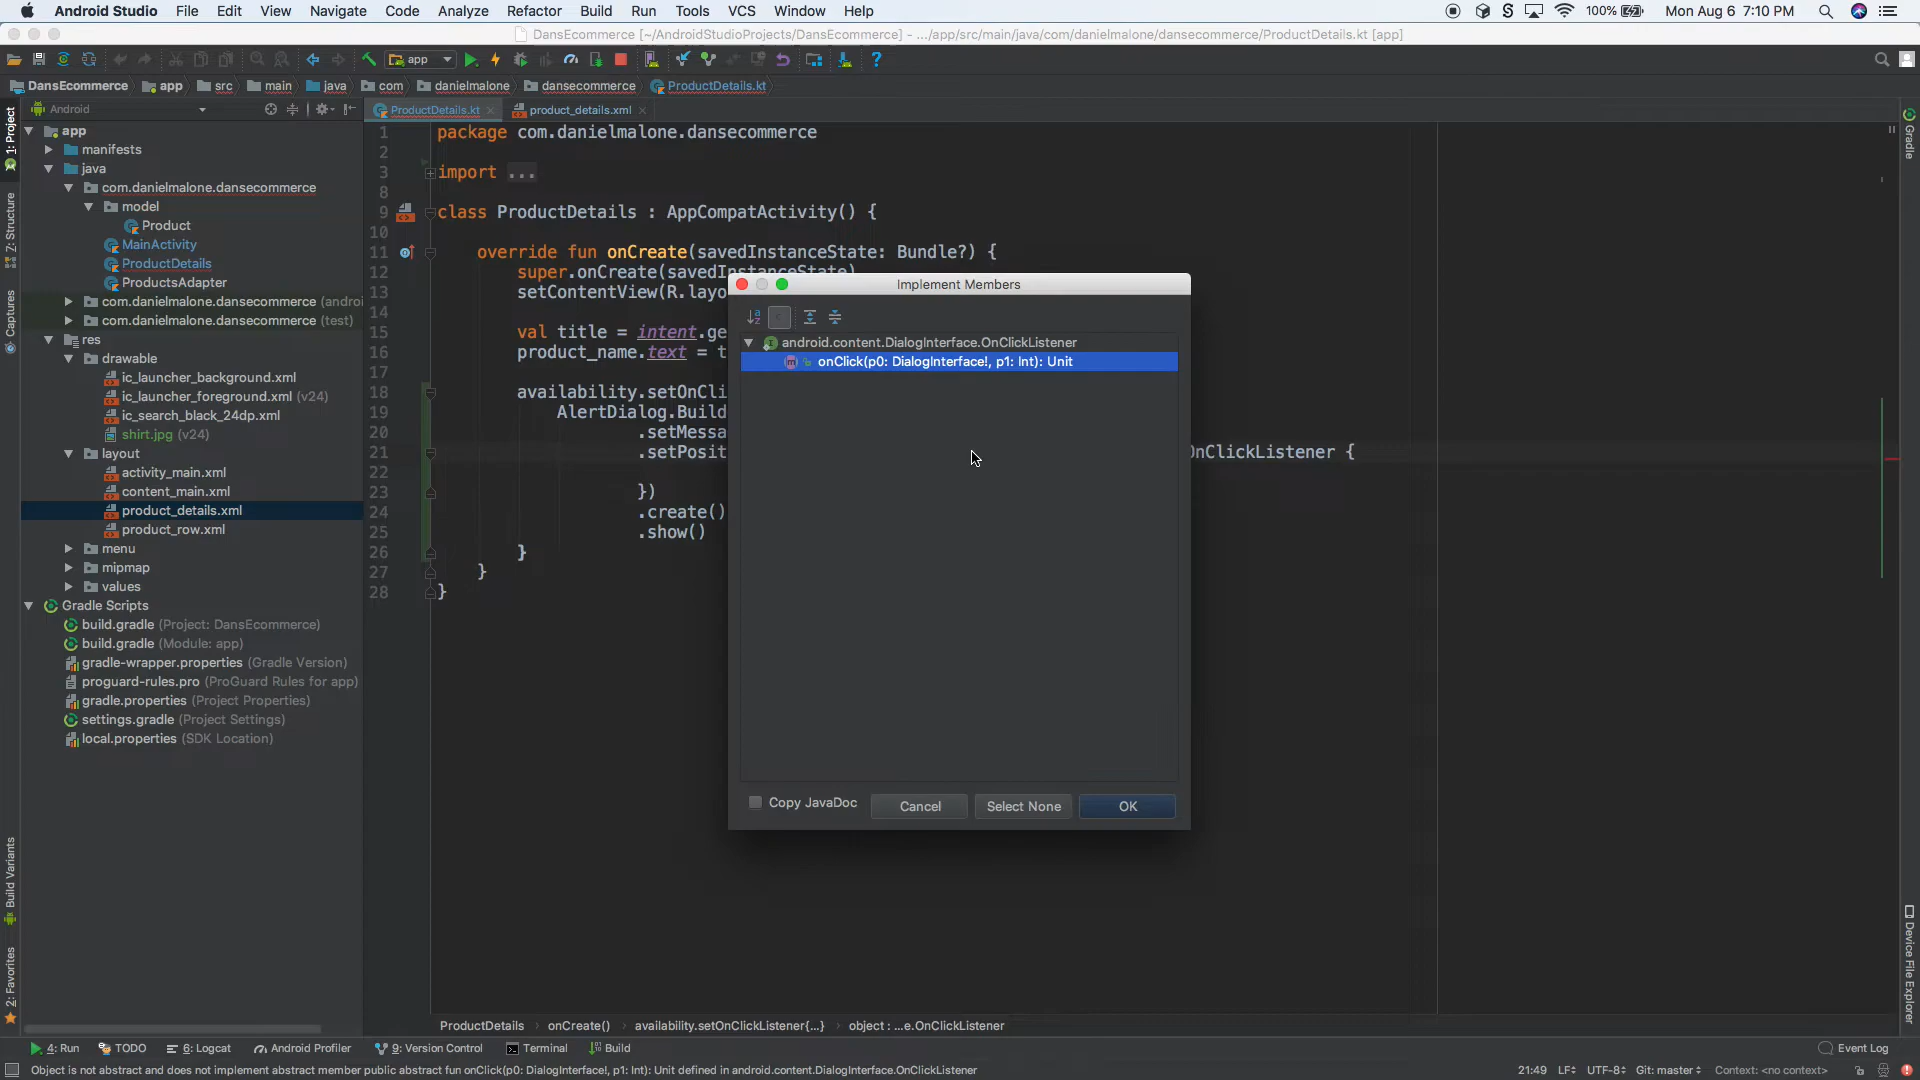 Android Studio File Edit View Navigate Code Analyze Refactor Build Run Tools VCS Window Help 100% Mon Aug 6 7:10 PM
DansEcommerce [~/AndroidStudioProjects/DansEcommerce] - .../app/src/main/java/com/danielmalone/dansecommerce/ProductDetails.kt [app]
app
DansEcommerce app src main java com danielmalone dansecommerce ProductDetails.kt
Android
ProductDetails.kt product_details.xml
1: Project
Z: Structure
Captures
Build Variants
2: Favorites
app
manifests
java
com.danielmalone.dansecommerce
model
Product
MainActivity
ProductDetails
ProductsAdapter
com.danielmalone.dansecommerce (androi
com.danielmalone.dansecommerce (test)
res
drawable
ic_launcher_background.xml
ic_launcher_foreground.xml (v24)
ic_search_black_24dp.xml
shirt.jpg (v24)
layout
activity_main.xml
content_main.xml
product_details.xml
product_row.xml
menu
mipmap
values
Gradle Scripts
build.gradle (Project: DansEcommerce)
build.gradle (Module: app)
gradle-wrapper.properties (Gradle Version)
proguard-rules.pro (ProGuard Rules for app)
gradle.properties (Project Properties)
settings.gradle (Project Settings)
local.properties (SDK Location)
1 package com.danielmalone.dansecommerce
2
3 import ...
8
9 class ProductDetails : AppCompatActivity() {
10
11 override fun onCreate(savedInstanceState: Bundle?) {
12 super.onCreate(savedInstanceState)
13 setContentView(R.layo
14
15 val title = intent.ge
16 product_name.text = t
17
18 availability.setOnCli
19 AlertDialog.Build
20 .setMessa
21 .setPosit OnClickListener {
22
23 })
24 .create()
25 .show()
26 }
27 }
28 }
Implement Members
android.content.DialogInterface.OnClickListener
onClick(p0: DialogInterface!, p1: Int): Unit
Copy JavaDoc Cancel Select None OK
Gradle
Device File Explorer
ProductDetails onCreate() availability.setOnClickListener{...} object : ...e.OnClickListener
4: Run TODO 6: Logcat Android Profiler 9: Version Control Terminal Build Event Log
Object is not abstract and does not implement abstract member public abstract fun onClick(p0: DialogInterface!, p1: Int): Unit defined in android.content.DialogInterface.OnClickListener 21:49 LF UTF-8 Git: master Context: <no context>